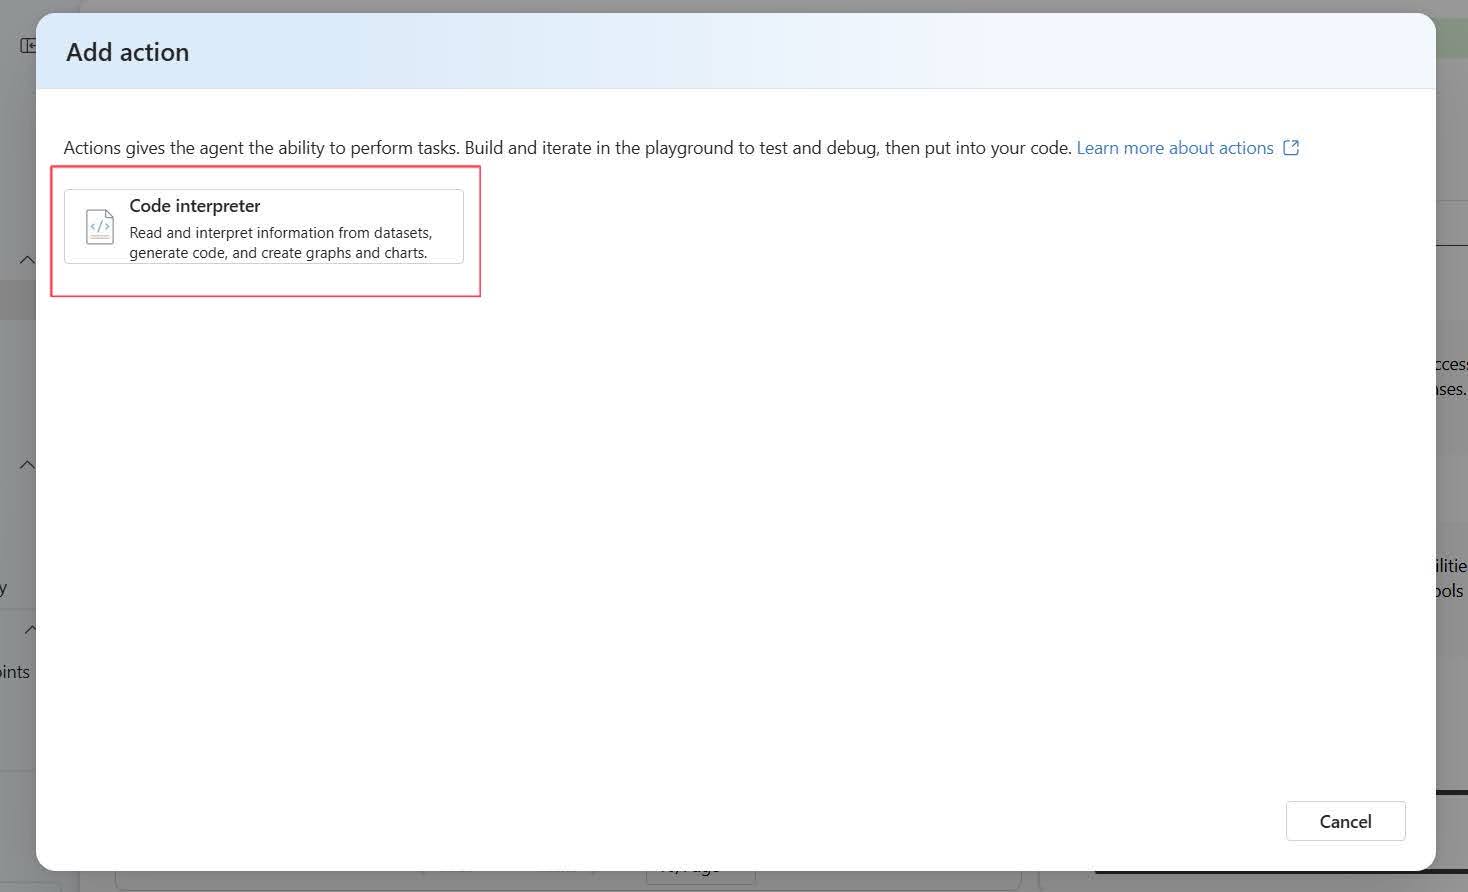 Add action
Actions gives the agent the ability to perform tasks. Build and iterate in the playground to test and debug, then put into your code. Learn more about actions
Code interpreter
Read and interpret information from datasets,
generate code, and create graphs and charts.
Cancel